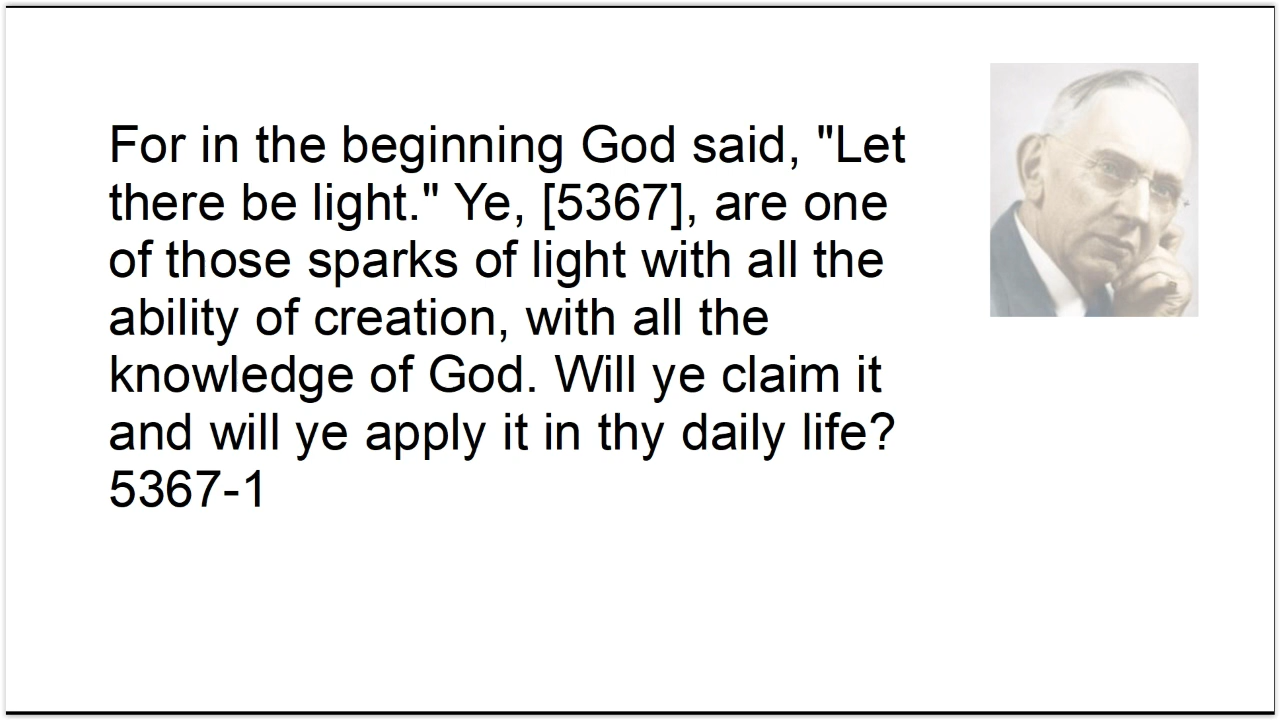 For in the beginning God said, "Let
there be light." Ye, [5367], are one
of those sparks of light with all the
ability of creation, with all the
knowledge of God. Will ye claim it
and will ye apply it in thy daily life?
5367-1